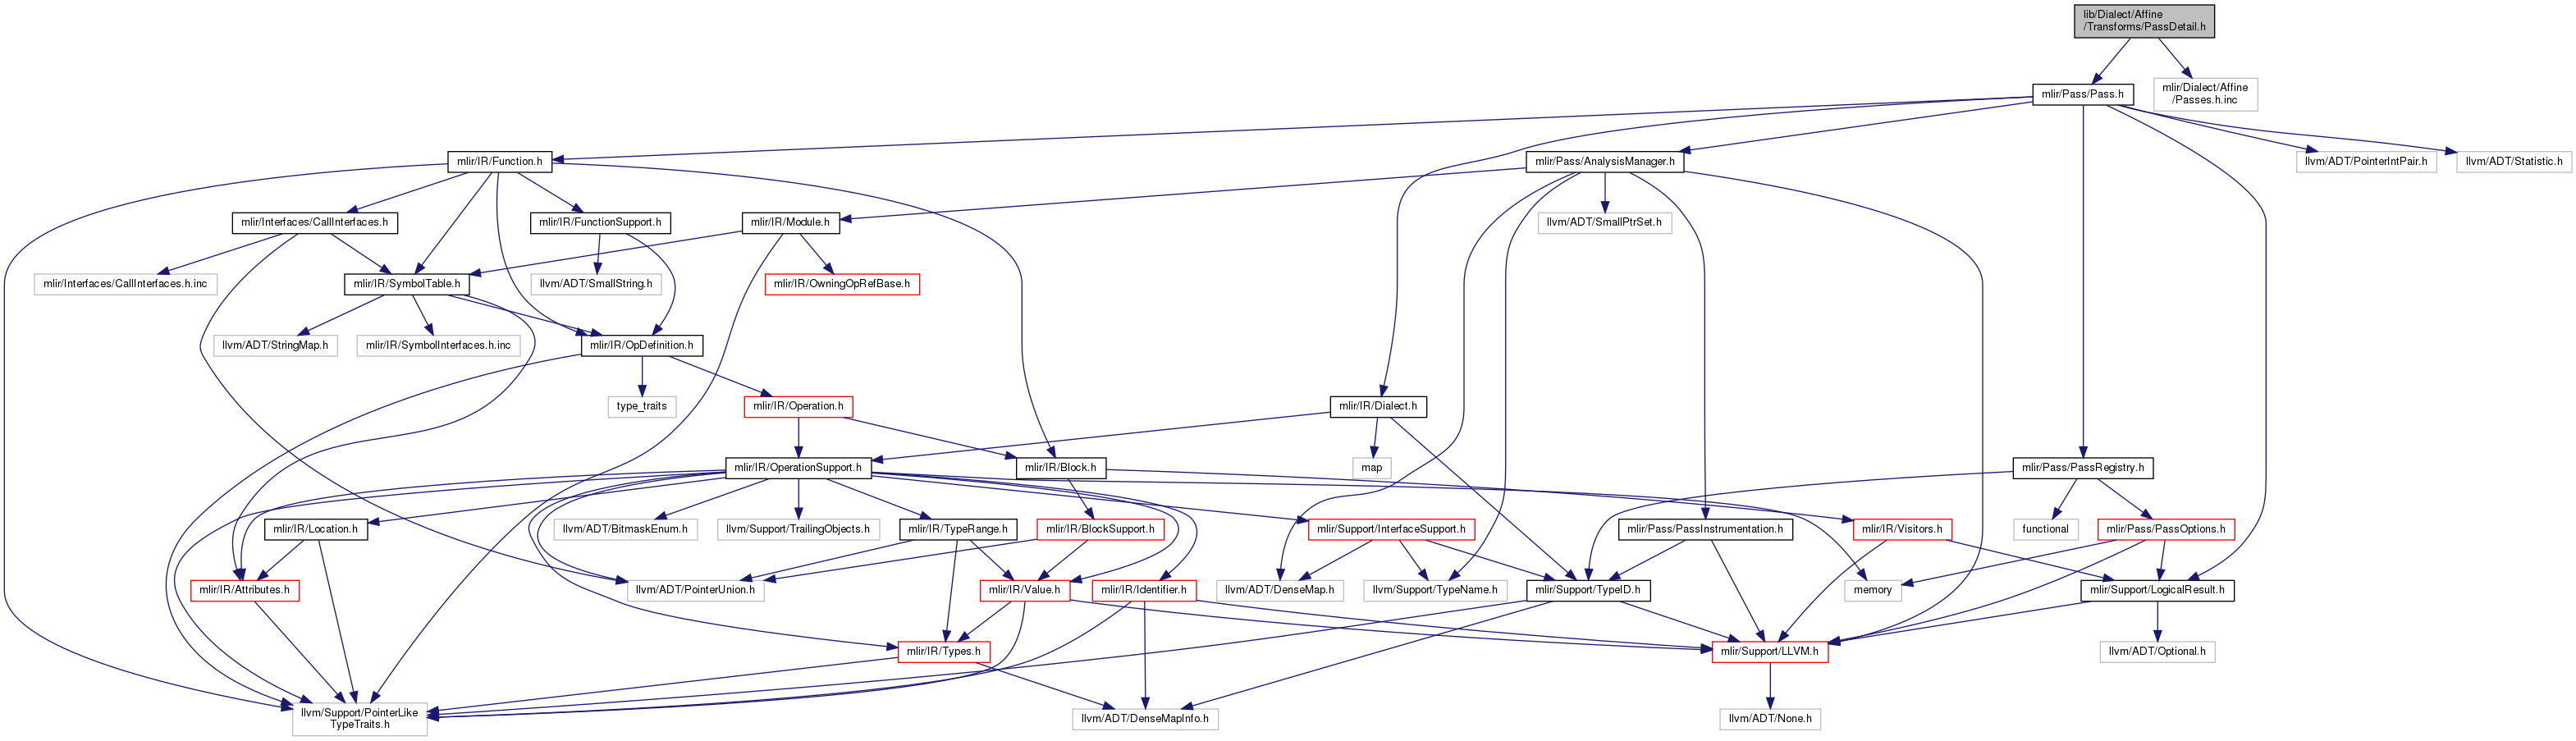 lib/Dialect/Affine
/Transforms/PassDetail.h
mlir/Pass/Pass.h
mlir/Dialect/Affine
/Passes.h.inc
mlir/IR/Function.h
mlir/Pass/AnalysisManager.h
llvm/ADT/PointerIntPair.h
llvm/ADT/Statistic.h
mlir/Interfaces/CallInterfaces.h
mlir/IR/FunctionSupport.h
mlir/IR/Module.h
llvm/ADT/SmallPtrSet.h
mlir/Interfaces/CallInterfaces.h.inc
mlir/IR/SymbolTable.h
llvm/ADT/SmallString.h
mlir/IR/OwningOpRefBase.h
llvm/ADT/StringMap.h
mlir/IR/SymbolInterfaces.h.inc
mlir/IR/OpDefinition.h
type_traits
mlir/IR/Operation.h
mlir/IR/Dialect.h
mlir/IR/OperationSupport.h
mlir/IR/Block.h
map
mlir/Pass/PassRegistry.h
mlir/IR/Location.h
llvm/ADT/BitmaskEnum.h
llvm/Support/TrailingObjects.h
mlir/IR/TypeRange.h
mlir/IR/BlockSupport.h
mlir/Support/InterfaceSupport.h
mlir/Pass/PassInstrumentation.h
mlir/IR/Visitors.h
functional
mlir/Pass/PassOptions.h
mlir/IR/Attributes.h
llvm/ADT/PointerUnion.h
mlir/IR/Value.h
mlir/IR/Identifier.h
llvm/ADT/DenseMap.h
llvm/Support/TypeName.h
mlir/Support/TypeID.h
memory
mlir/Support/LogicalResult.h
mlir/IR/Types.h
mlir/Support/LLVM.h
llvm/ADT/Optional.h
llvm/Support/PointerLike
TypeTraits.h
llvm/ADT/DenseMapInfo.h
llvm/ADT/None.h